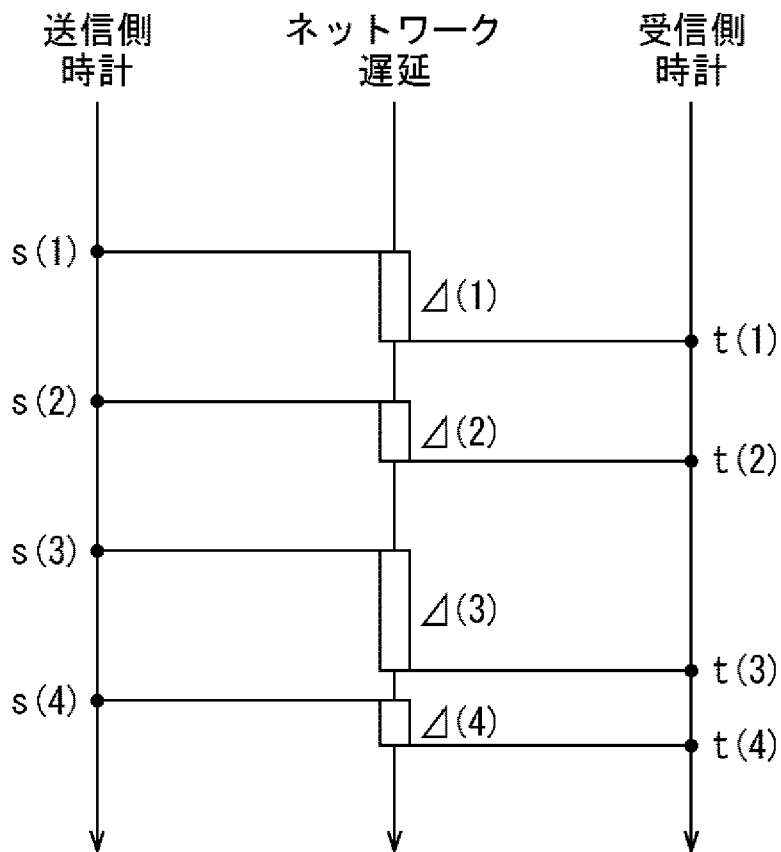 送信側
時計
ネットワーク
遅延
受信側
時計
s(1)
⊿(1)
t(1)
s(2)
⊿(2)
t(2)
s(3)
⊿(3)
t(3)
s(4)
⊿(4)
t(4)